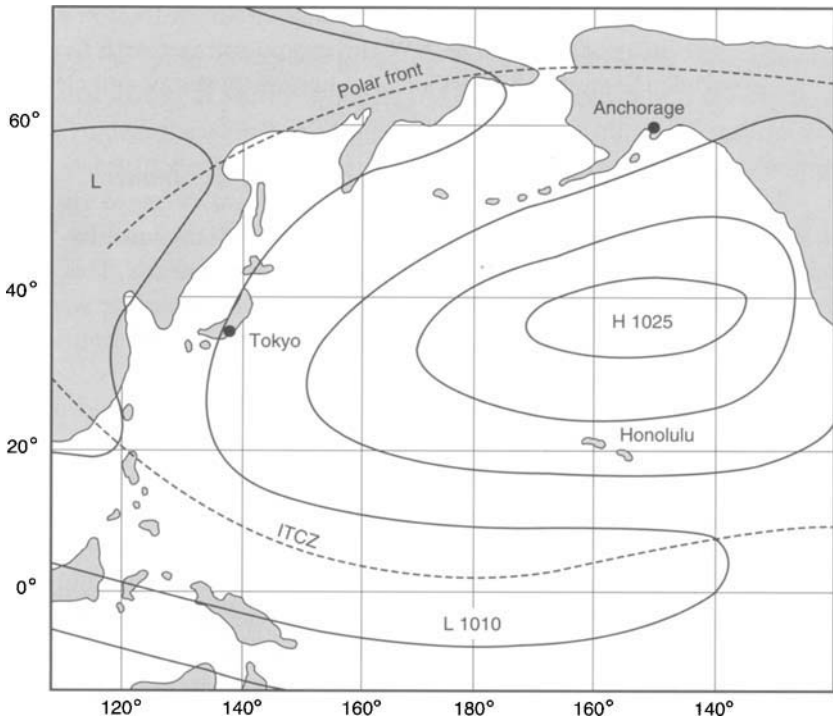 Polar front
60°
Anchorage
L
40°
H 1025
Tokyo
20°
Honolulu
ITCZ
0°
L 1010
120° 140° 160° 180° 160° 140°